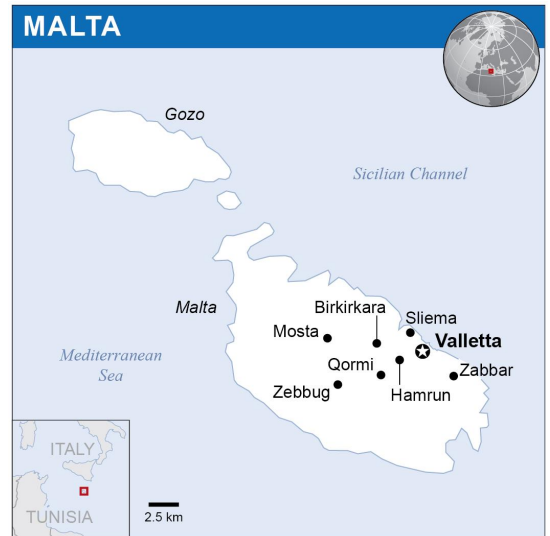 MALTA
Gozo
Sicilian Channel
Malta
Birkirkara
Sliema
Mosta
Valletta
Mediterranean
Sea
Qormi
Zabbar
Zebbug
Hamrun
ITALY
TUNISIA
2.5 km